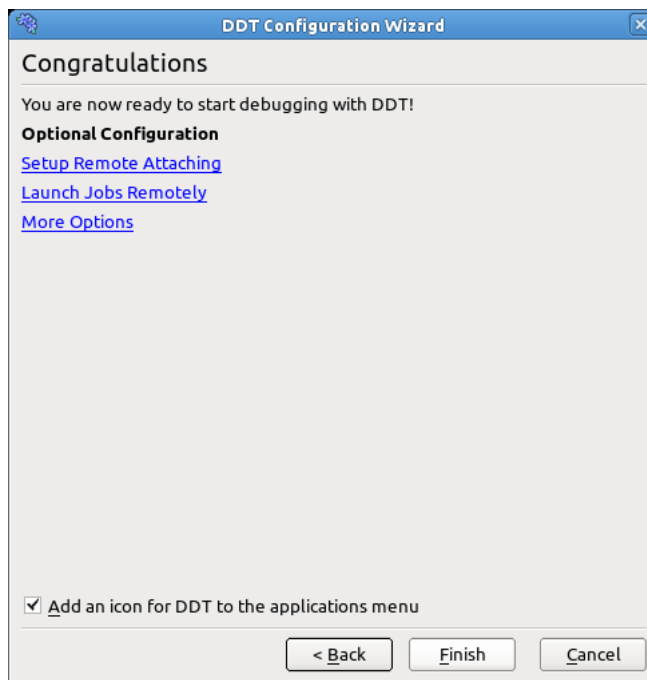 DDT Configuration Wizard
Congratulations
You are now ready to start debugging with DDT!
Optional Configuration
Setup Remote Attaching
Launch Jobs Remotely
More Options
Add an icon for DDT to the applications menu
< Back Finish Cancel